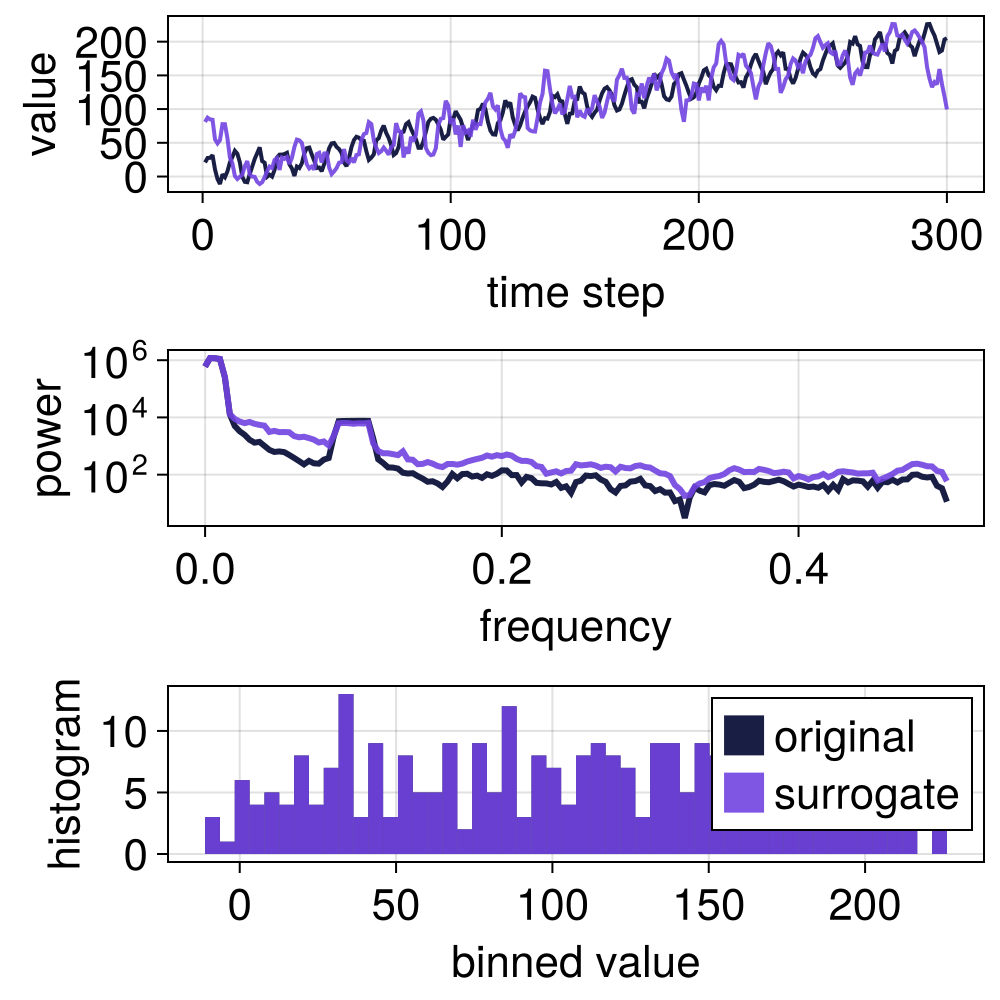 value
200
150
100
50
0
0 100 200 300
time step
power
10^6
10^4
10^2
0.0 0.2 0.4
frequency
histogram
10
5
0
original
surrogate
0 50 100 150 200
binned value